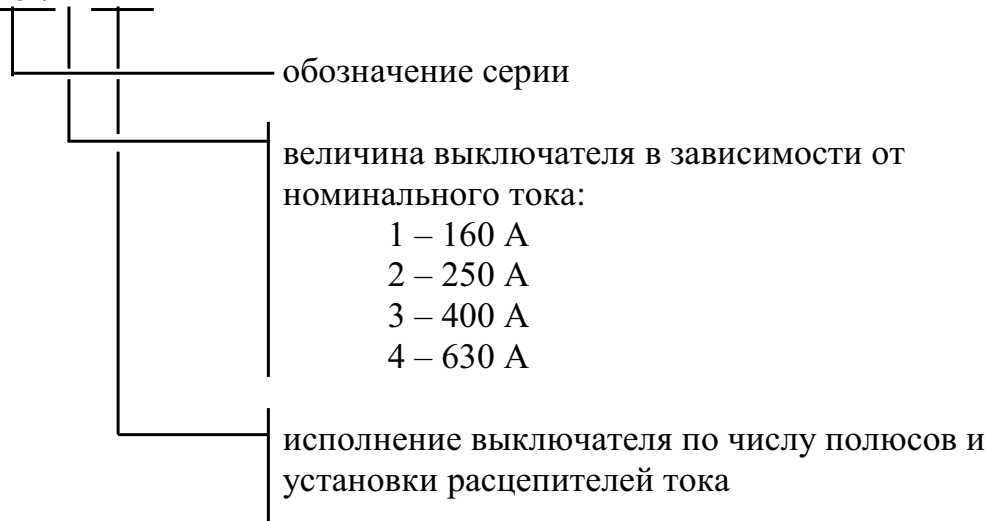 обозначение серии
величина выключателя в зависимости от
номинального тока:
1 – 160 А
2 – 250 А
3 – 400 А
4 – 630 А
исполнение выключателя по числу полюсов и
установки расцепителей тока